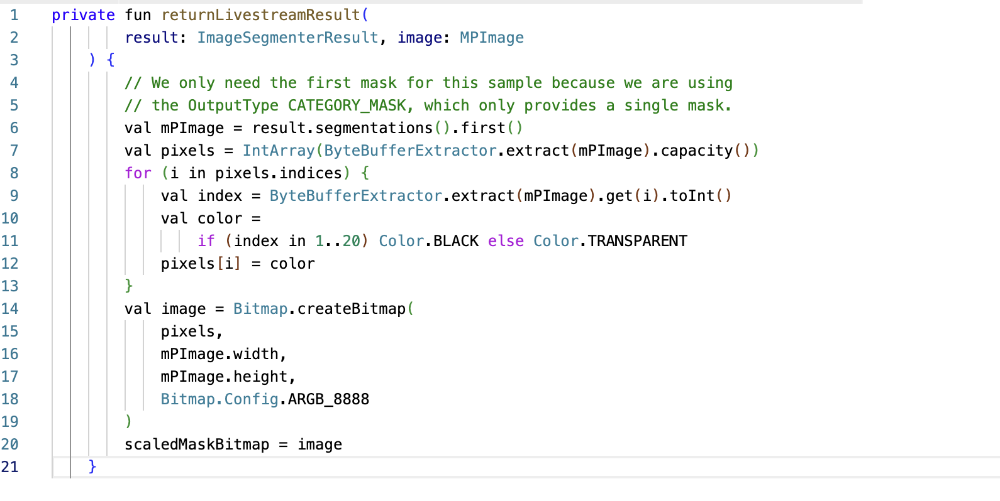 1 private fun returnLivestreamResult(
2 result: ImageSegmenterResult, image: MPImage
3 ) {
4 // We only need the first mask for this sample because we are using
5 // the OutputType CATEGORY_MASK, which only provides a single mask.
6 val mPImage = result.segmentations().first()
7 val pixels = IntArray(ByteBufferExtractor.extract(mPImage).capacity())
8 for (i in pixels.indices) {
9 val index = ByteBufferExtractor.extract(mPImage).get(i).toInt()
10 val color =
11 if (index in 1..20) Color.BLACK else Color.TRANSPARENT
12 pixels[i] = color
13 }
14 val image = Bitmap.createBitmap(
15 pixels,
16 mPImage.width,
17 mPImage.height,
18 Bitmap.Config.ARGB_8888
19 )
20 scaledMaskBitmap = image
21 }